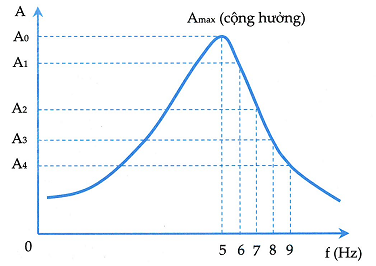 A
Amax (cộng hưởng)
A0
A1
A2
A3
A4
0
5 6 7 8 9
f (Hz)